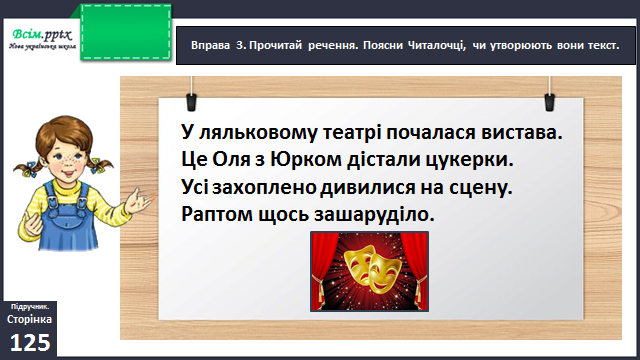 Всім.pptx
Нова українська школа
Вправа 3. Прочитай речення. Поясни Читалочці, чи утворюють вони текст.
У ляльковому театрі почалася вистава.
Це Оля з Юрком дістали цукерки.
Усі захоплено дивилися на сцену.
Раптом щось зашаруділо.
Підручник.
Сторінка
125